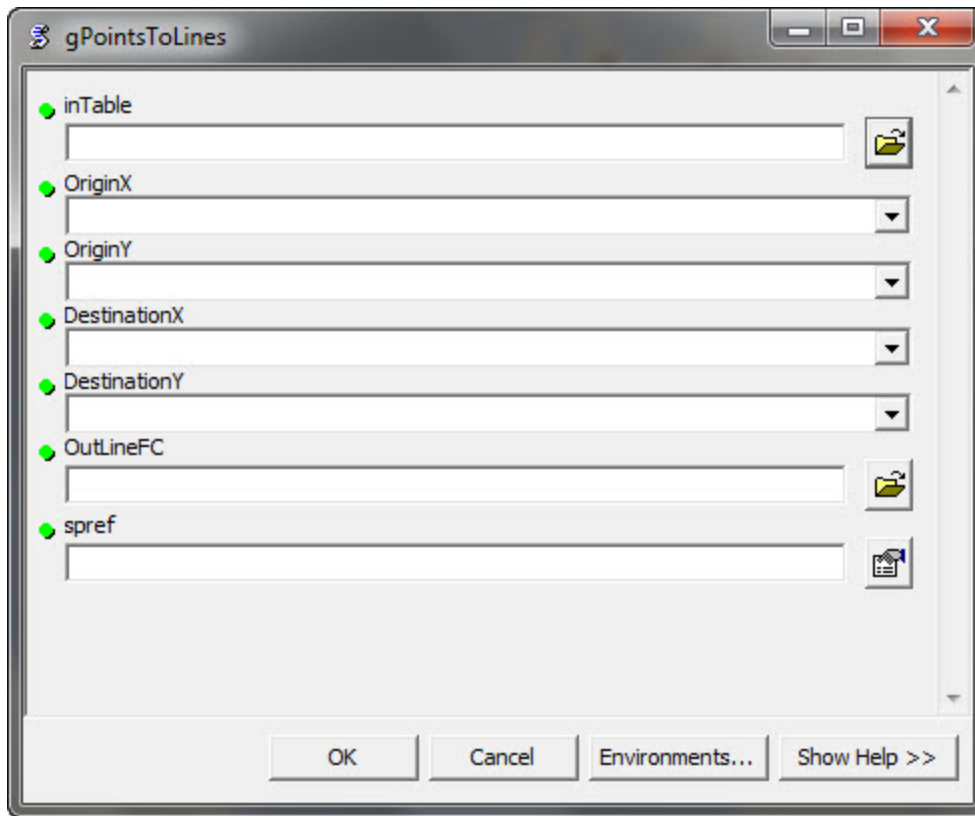 gPointsToLines
inTable
OriginX
OriginY
DestinationX
DestinationY
OutLineFC
spref
OK Cancel Environments... Show Help >>